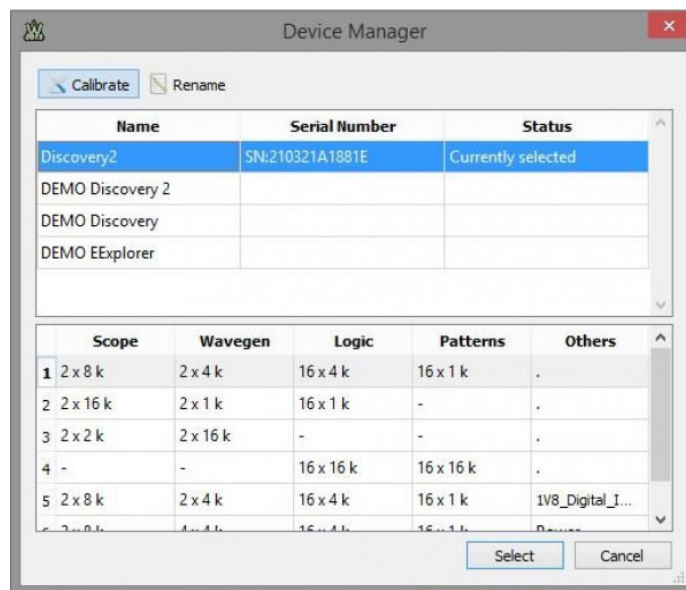 Device Manager
Calibrate Rename
Name Serial Number Status
Discovery2 SN:210321A1881E Currently selected
DEMO Discovery 2
DEMO Discovery
DEMO EExplorer
Scope Wavegen Logic Patterns Others
1 2 x 8 k 2 x 4 k 16 x 4 k 16 x 1 k .
2 2 x 16 k 2 x 1 k 16 x 1 k - .
3 2 x 2 k 2 x 16 k - - .
4 - - 16 x 16 k 16 x 16 k .
5 2 x 8 k 2 x 4 k 16 x 4 k 16 x 1 k 1V8_Digital_I...
Select Cancel